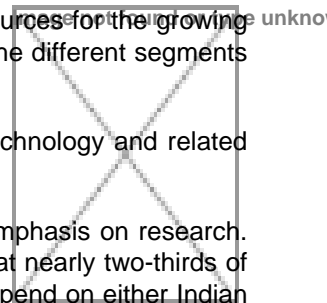 urces for the growing
ne different segments
chnology and related
mphasis on research.
at nearly two-thirds of
pend on either Indian